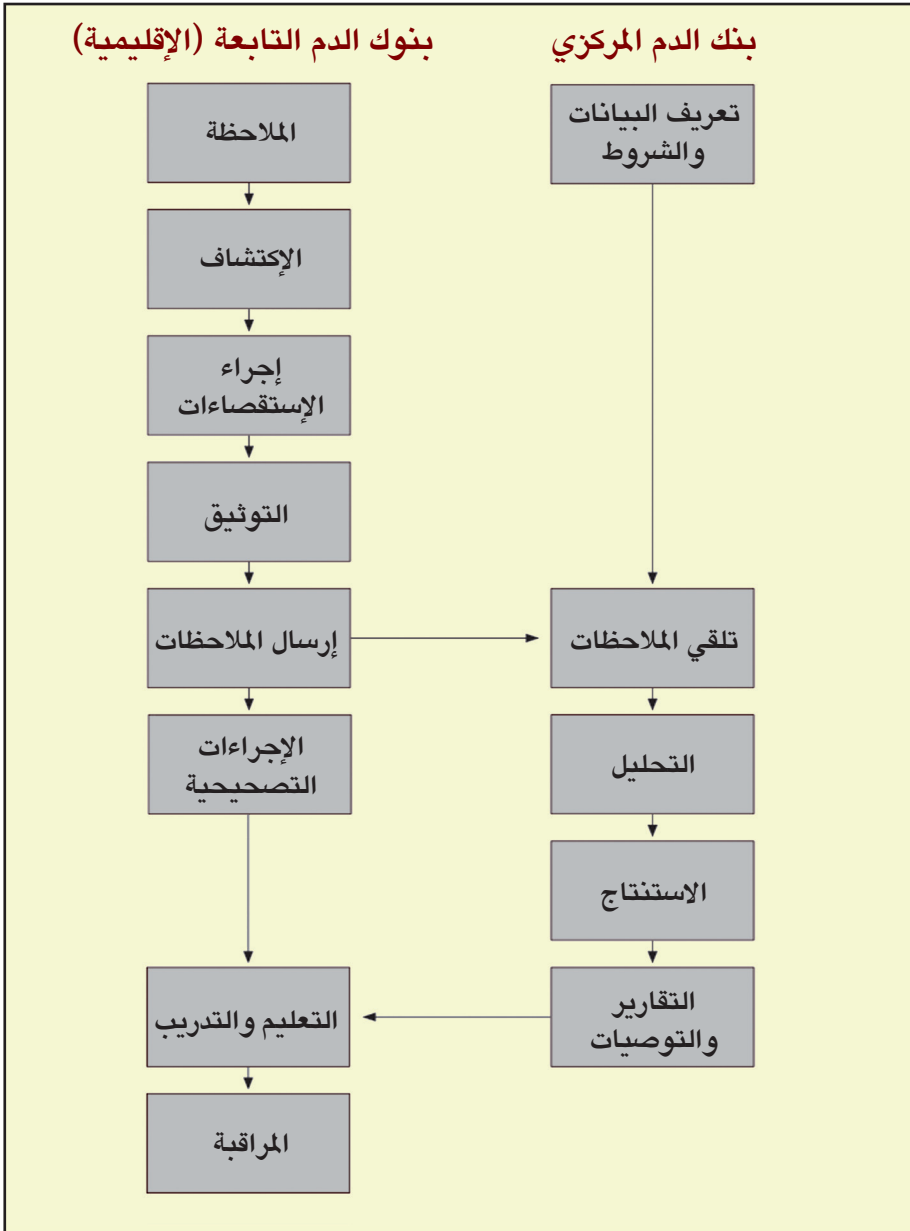 بنك الدم المركزي
بنوك الدم التابعة (الإقليمية)
تعريف البيانات
والشروط
الملاحظة
الإكتشاف
إجراء
الإستقصاءات
التوثيق
إرسال الملاحظات
تلقي الملاحظات
الإجراءات
التصحيحية
التحليل
الاستنتاج
التقارير
والتوصيات
التعليم والتدريب
المراقبة